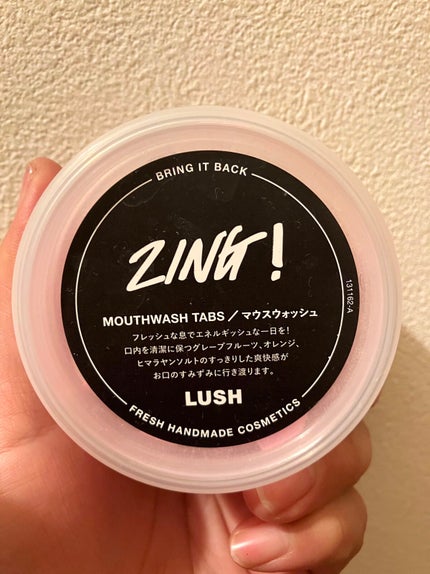 BRING IT BACK
ZING!
MOUTHWASH TABS／マウスウォッシュ
フレッシュな息でエネルギッシュな一日を!
口内を清潔に保つグレープフルーツ、オレンジ、
ヒマラヤンソルトのすっきりした爽快感が
お口のすみずみに行き渡ります。
LUSH
FRESH HANDMADE COSMETICS
131162-A